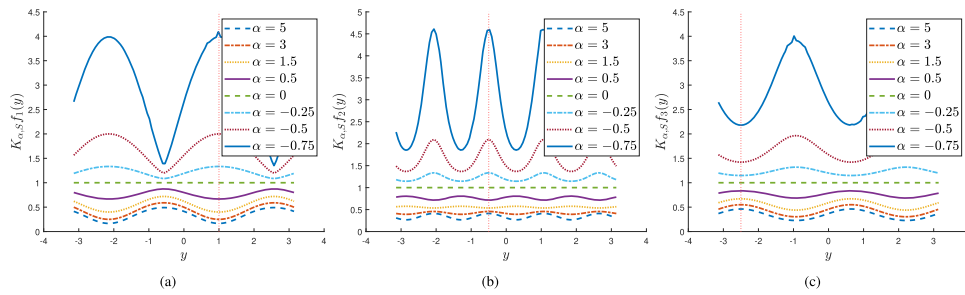 4.5
4
3.5
3
2.5
2
1.5
1
0.5
0
-4 -3 -2 -1 0 1 2 3 4
y
K_{α,S}f_1(y)
α = 5
α = 3
α = 1.5
α = 0.5
α = 0
α = −0.25
α = −0.5
α = −0.75
(a)
5
4.5
4
3.5
3
2.5
2
1.5
1
0.5
0
-4 -3 -2 -1 0 1 2 3 4
y
K_{α,S}f_2(y)
α = 5
α = 3
α = 1.5
α = 0.5
α = 0
α = −0.25
α = −0.5
α = −0.75
(b)
4.5
4
3.5
3
2.5
2
1.5
1
0.5
0
-4 -3 -2 -1 0 1 2 3
y
K_{α,S}f_3(y)
α = 5
α = 3
α = 1.5
α = 0.5
α = 0
α = −0.25
α = −0.5
α = −0.75
(c)